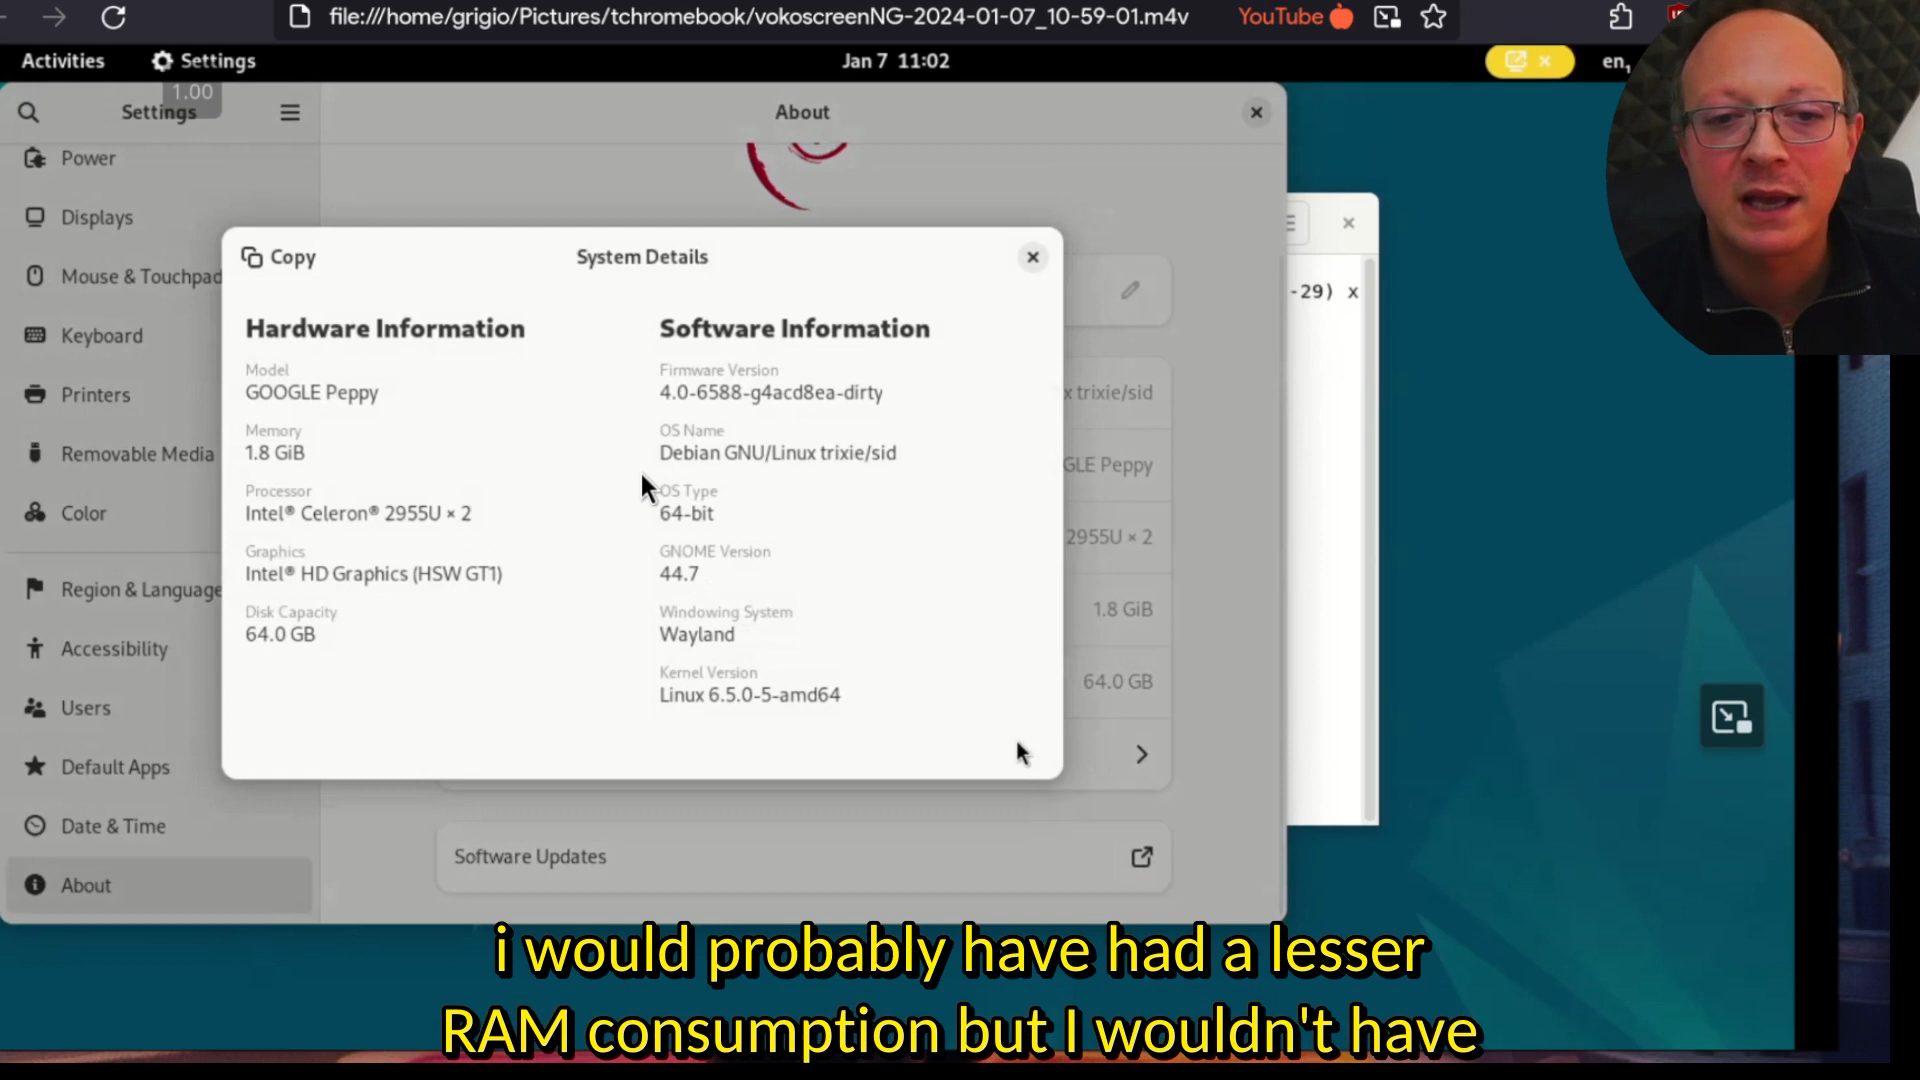 file:///home/grigio/Pictures/tchromebook/vokoscreenNG-2024-01-07_10-59-01.m4v
YouTube
Activities
Settings
Jan 7 11:02
en₁
1.00
Settings
About
Power
Displays
Mouse & Touchpad
Keyboard
Printers
Removable Media
Color
Region & Language
Accessibility
Users
Default Apps
Date & Time
About
Copy
System Details
Hardware Information
Model
GOOGLE Peppy
Memory
1.8 GiB
Processor
Intel® Celeron® 2955U × 2
Graphics
Intel® HD Graphics (HSW GT1)
Disk Capacity
64.0 GB
Software Information
Firmware Version
4.0-6588-g4acd8ea-dirty
OS Name
Debian GNU/Linux trixie/sid
OS Type
64-bit
GNOME Version
44.7
Windowing System
Wayland
Kernel Version
Linux 6.5.0-5-amd64
x trixie/sid
GLE Peppy
2955U × 2
1.8 GiB
64.0 GB
Software Updates
-29) x
i would probably have had a lesser
RAM consumption but I wouldn't have